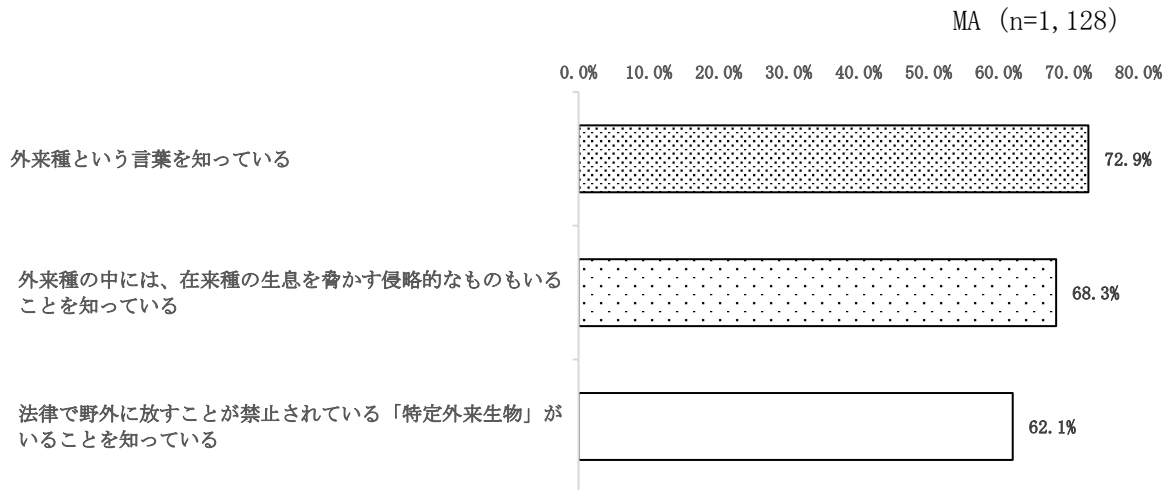 MA (n=1,128)
0.0% 10.0% 20.0% 30.0% 40.0% 50.0% 60.0% 70.0% 80.0%
外来種という言葉を知っている
72.9%
外来種の中には、在来種の生息を脅かす侵略的なものもいる
ことを知っている
68.3%
法律で野外に放すことが禁止されている「特定外来生物」が
いることを知っている
62.1%